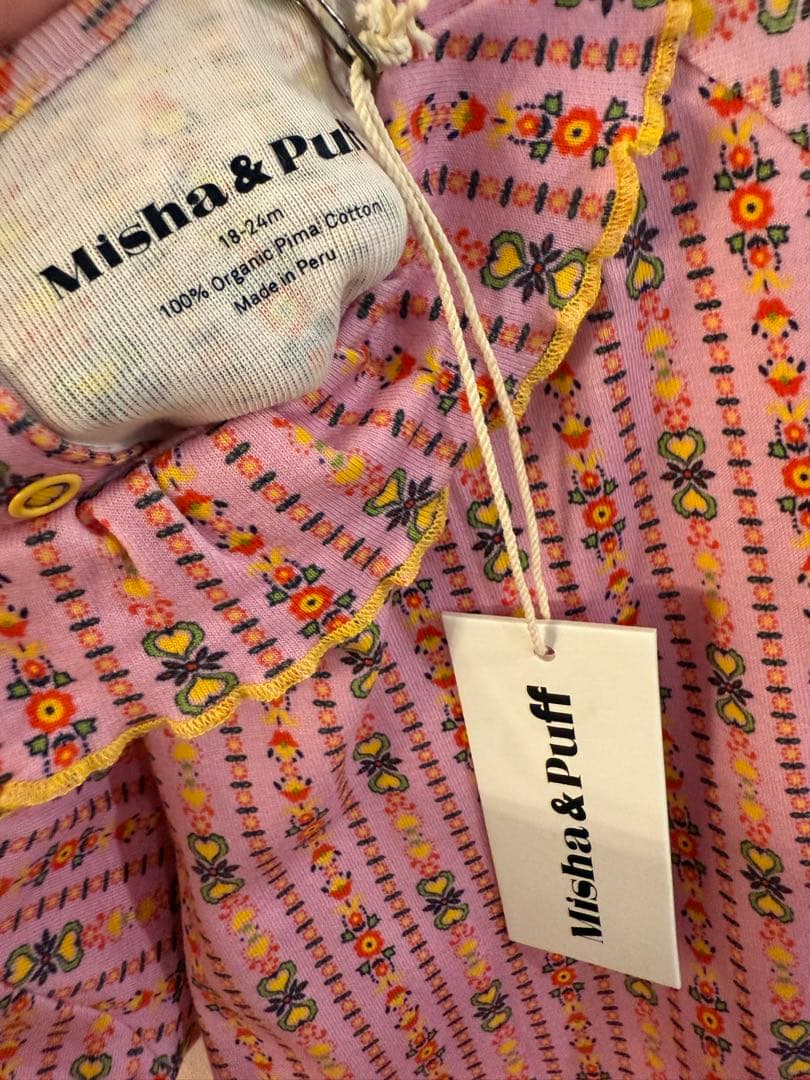 Misha & Puff
18-24m
100% Organic Pima Cotton
Made in Peru
Misha & Puff